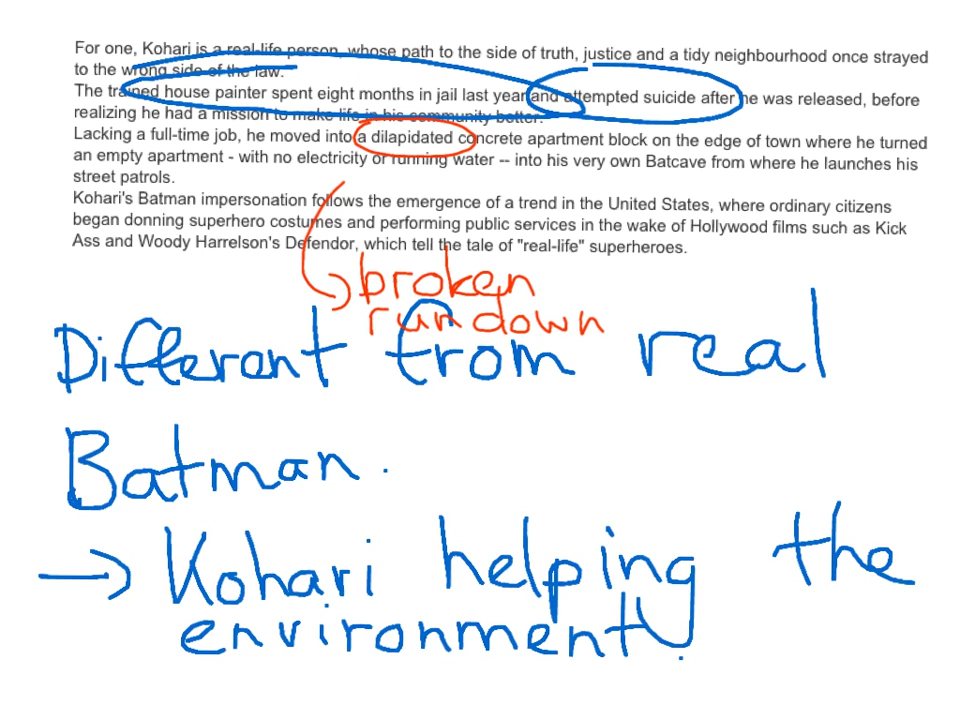 For one, Kohari is a real-life person, whose path to the side of truth, justice and a tidy neighbourhood once strayed
to the wrong side of the law.
The trained house painter spent eight months in jail last year and attempted suicide after he was released, before
realizing he had a mission to make life in his community better.
Lacking a full-time job, he moved into a dilapidated concrete apartment block on the edge of town where he turned
an empty apartment - with no electricity or running water -- into his very own Batcave from where he launches his
street patrols.
Kohari's Batman impersonation follows the emergence of a trend in the United States, where ordinary citizens
began donning superhero costumes and performing public services in the wake of Hollywood films such as Kick
Ass and Woody Harrelson's Defendor, which tell the tale of "real-life" superheroes.
broken
run down
Different from real
Batman.
→ Kohari helping the
environment.